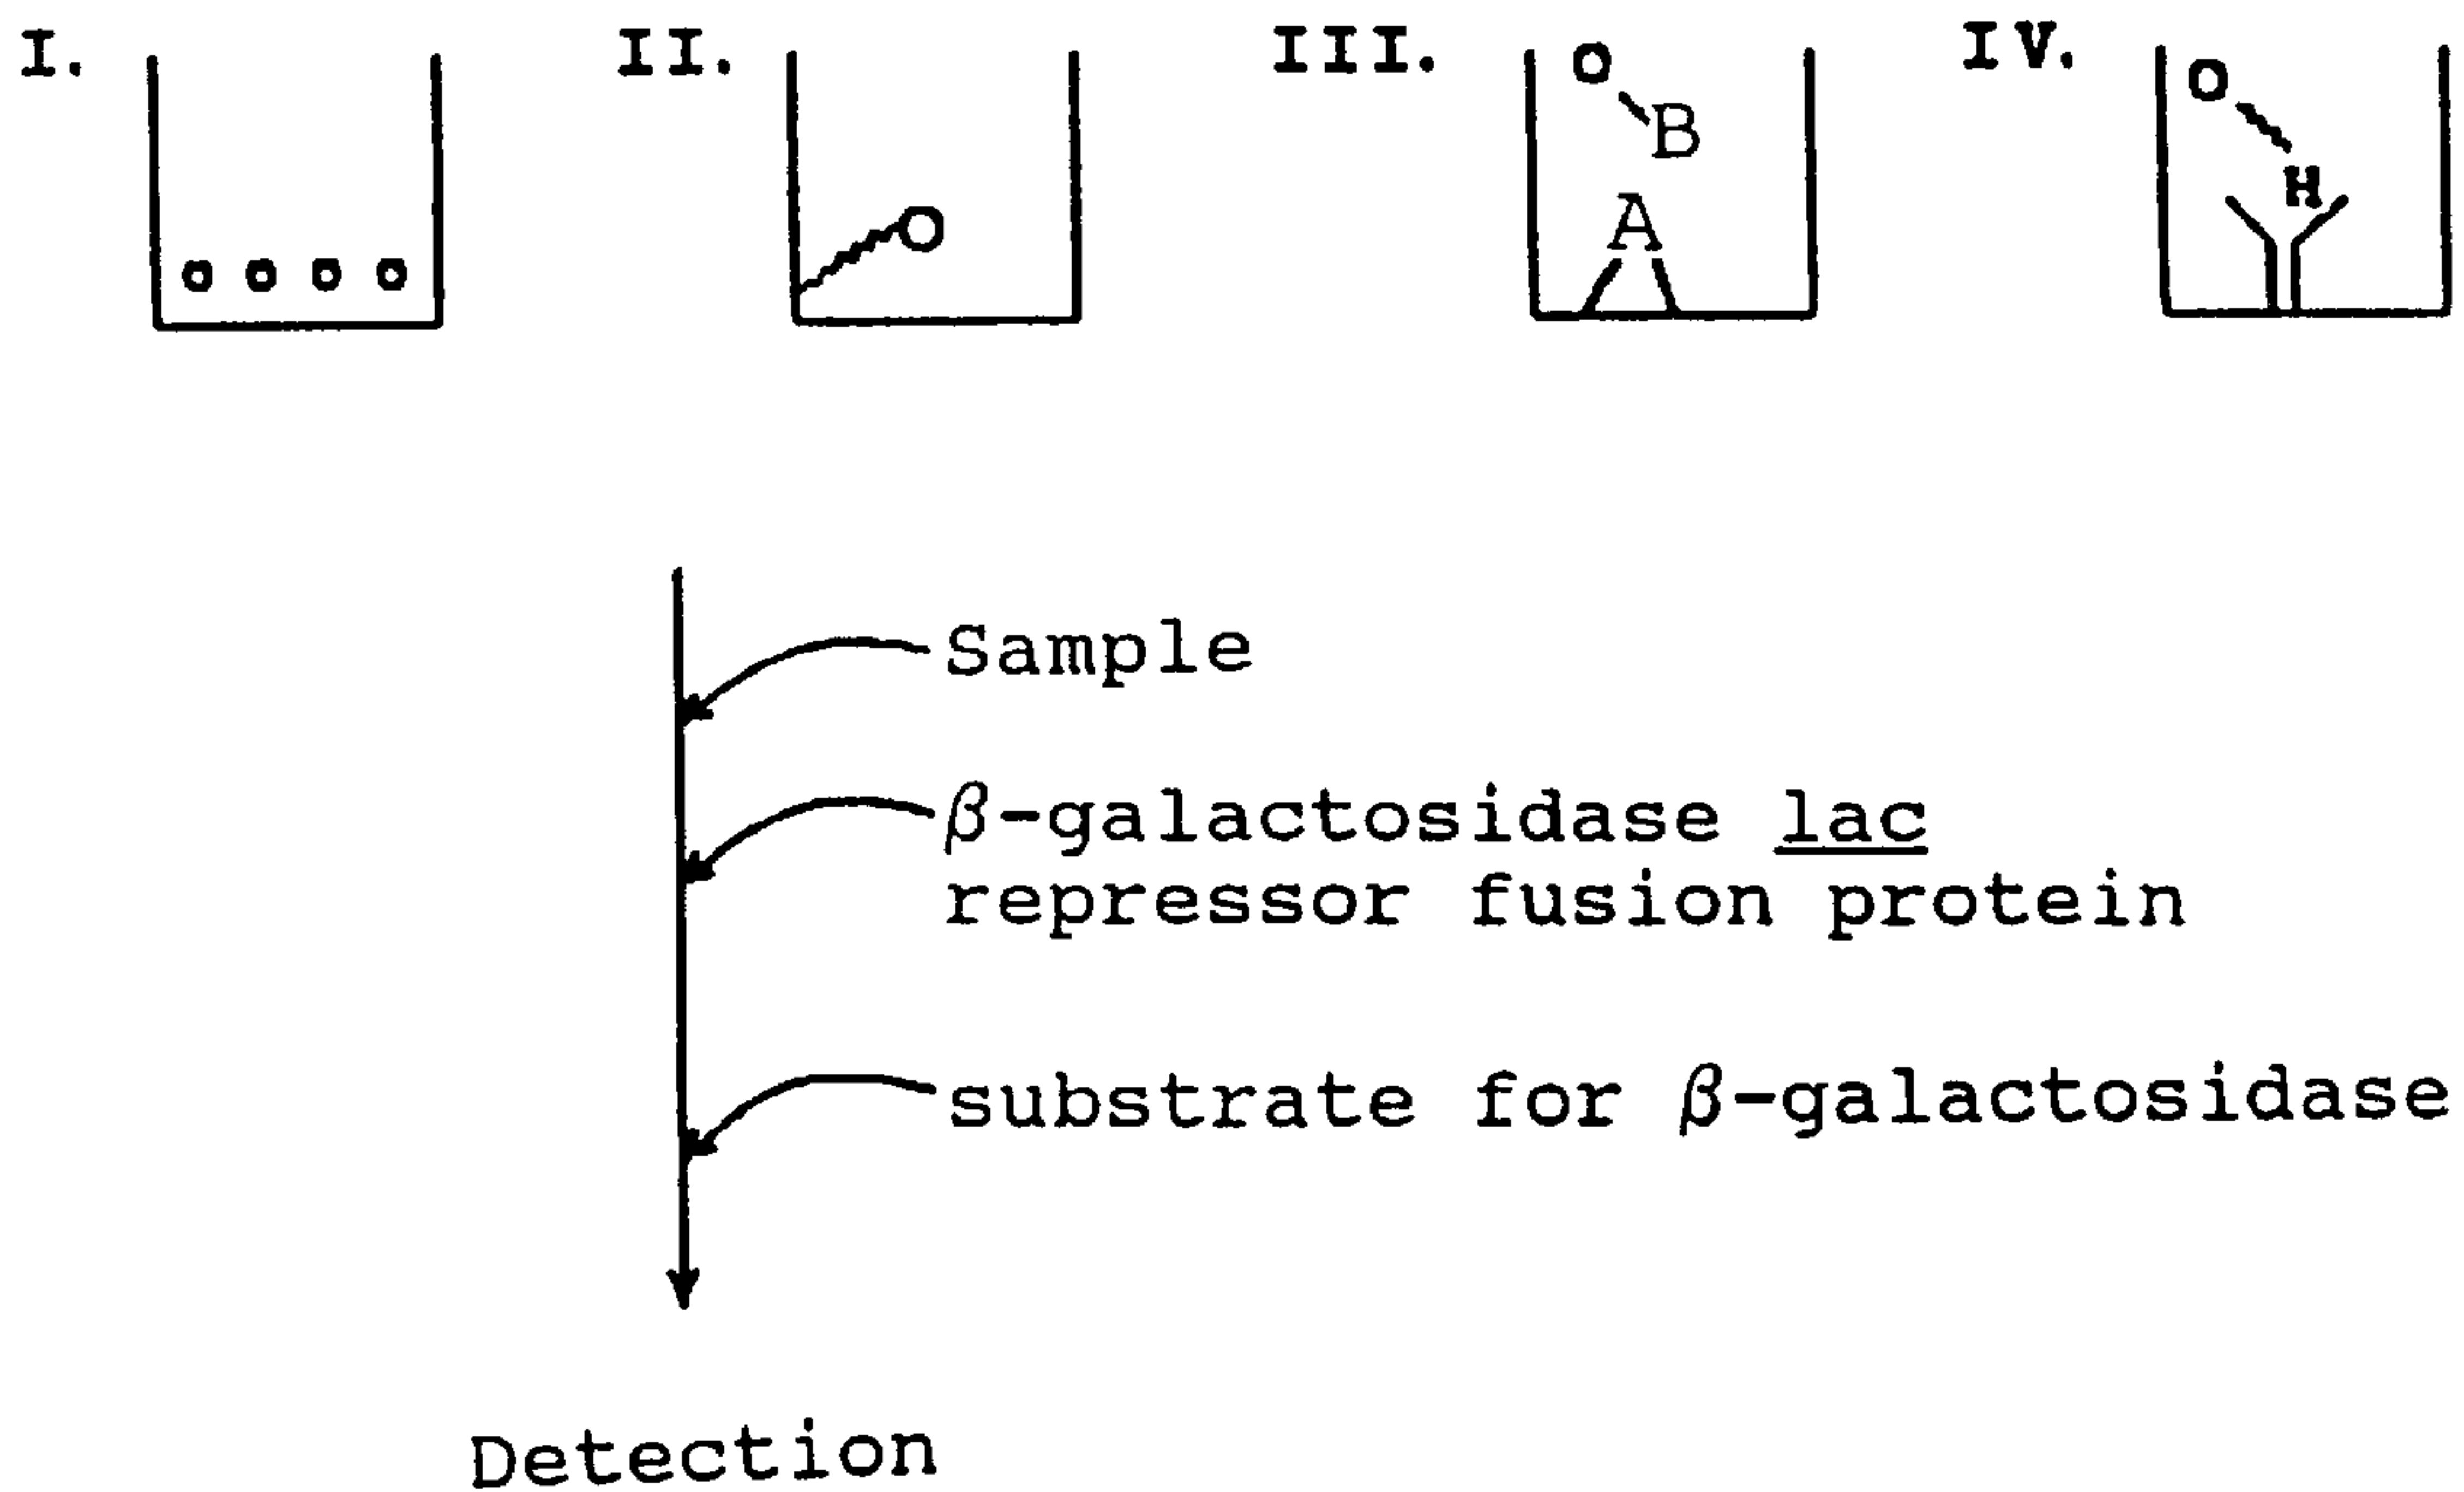 I. II. III. IV.
O O
B
O H
A
o o o o
Sample
β-galactosidase lac
repressor fusion protein
substrate for β-galactosidase
Detection